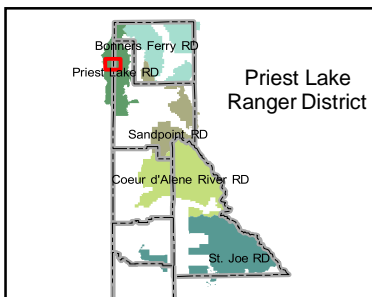 Bonners Ferry RD
Priest Lake RD
Priest Lake
Ranger District
Sandpoint RD
Coeur d'Alene River RD
St. Joe RD